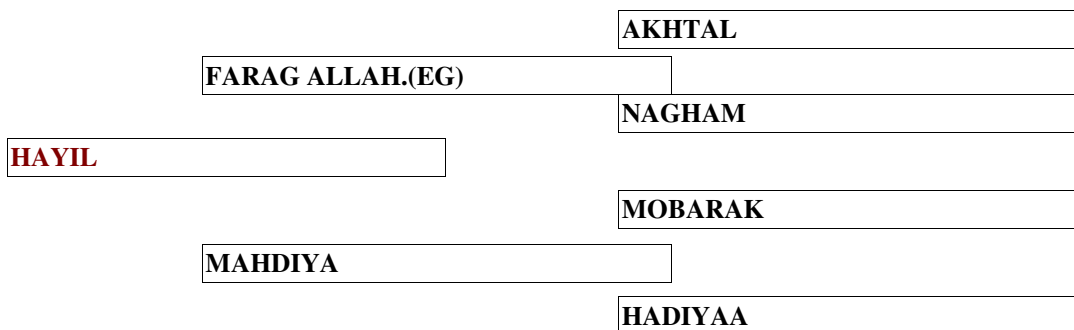 AKHTAL
FARAG ALLAH.(EG)
NAGHAM
HAYIL
MOBARAK
MAHDIYA
HADIYAA